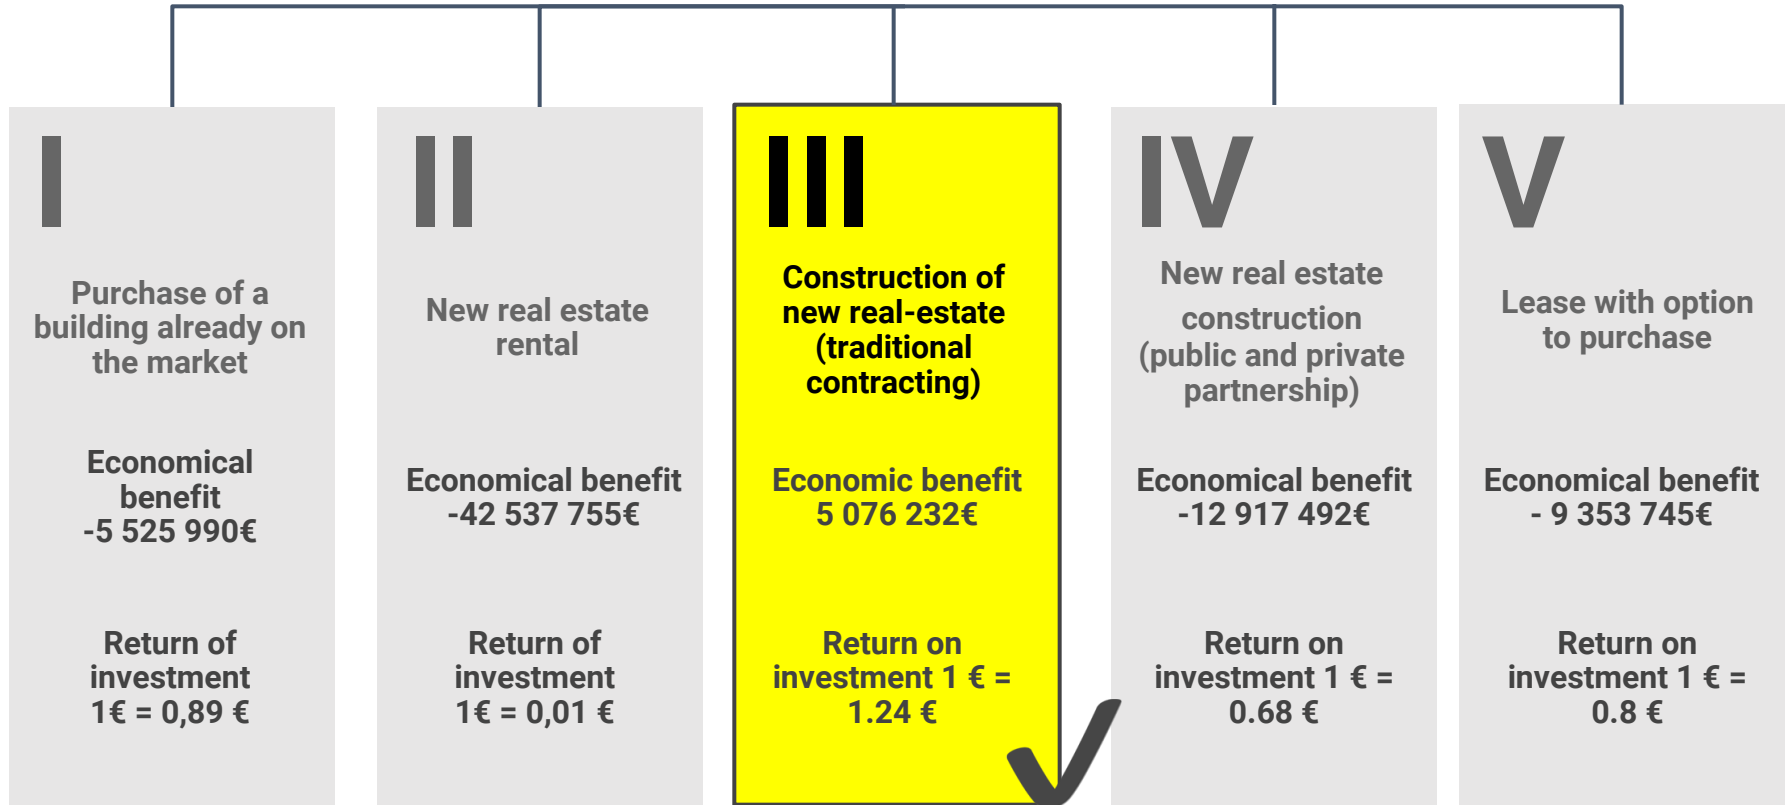 I
Purchase of a
building already on
the market
Economical
benefit
-5 525 990€
Return of
investment
1€ = 0,89 €
II
New real estate
rental
Economical benefit
-42 537 755€
Return of
investment
1€ = 0,01 €
III
Construction of
new real-estate
(traditional
contracting)
Economic benefit
5 076 232€
Return on
investment 1 € =
1.24 €
IV
New real estate
construction
(public and private
partnership)
Economical benefit
-12 917 492€
Return on
investment 1 € =
0.68 €
V
Lease with option
to purchase
Economical benefit
- 9 353 745€
Return on
investment 1 € =
0.8 €